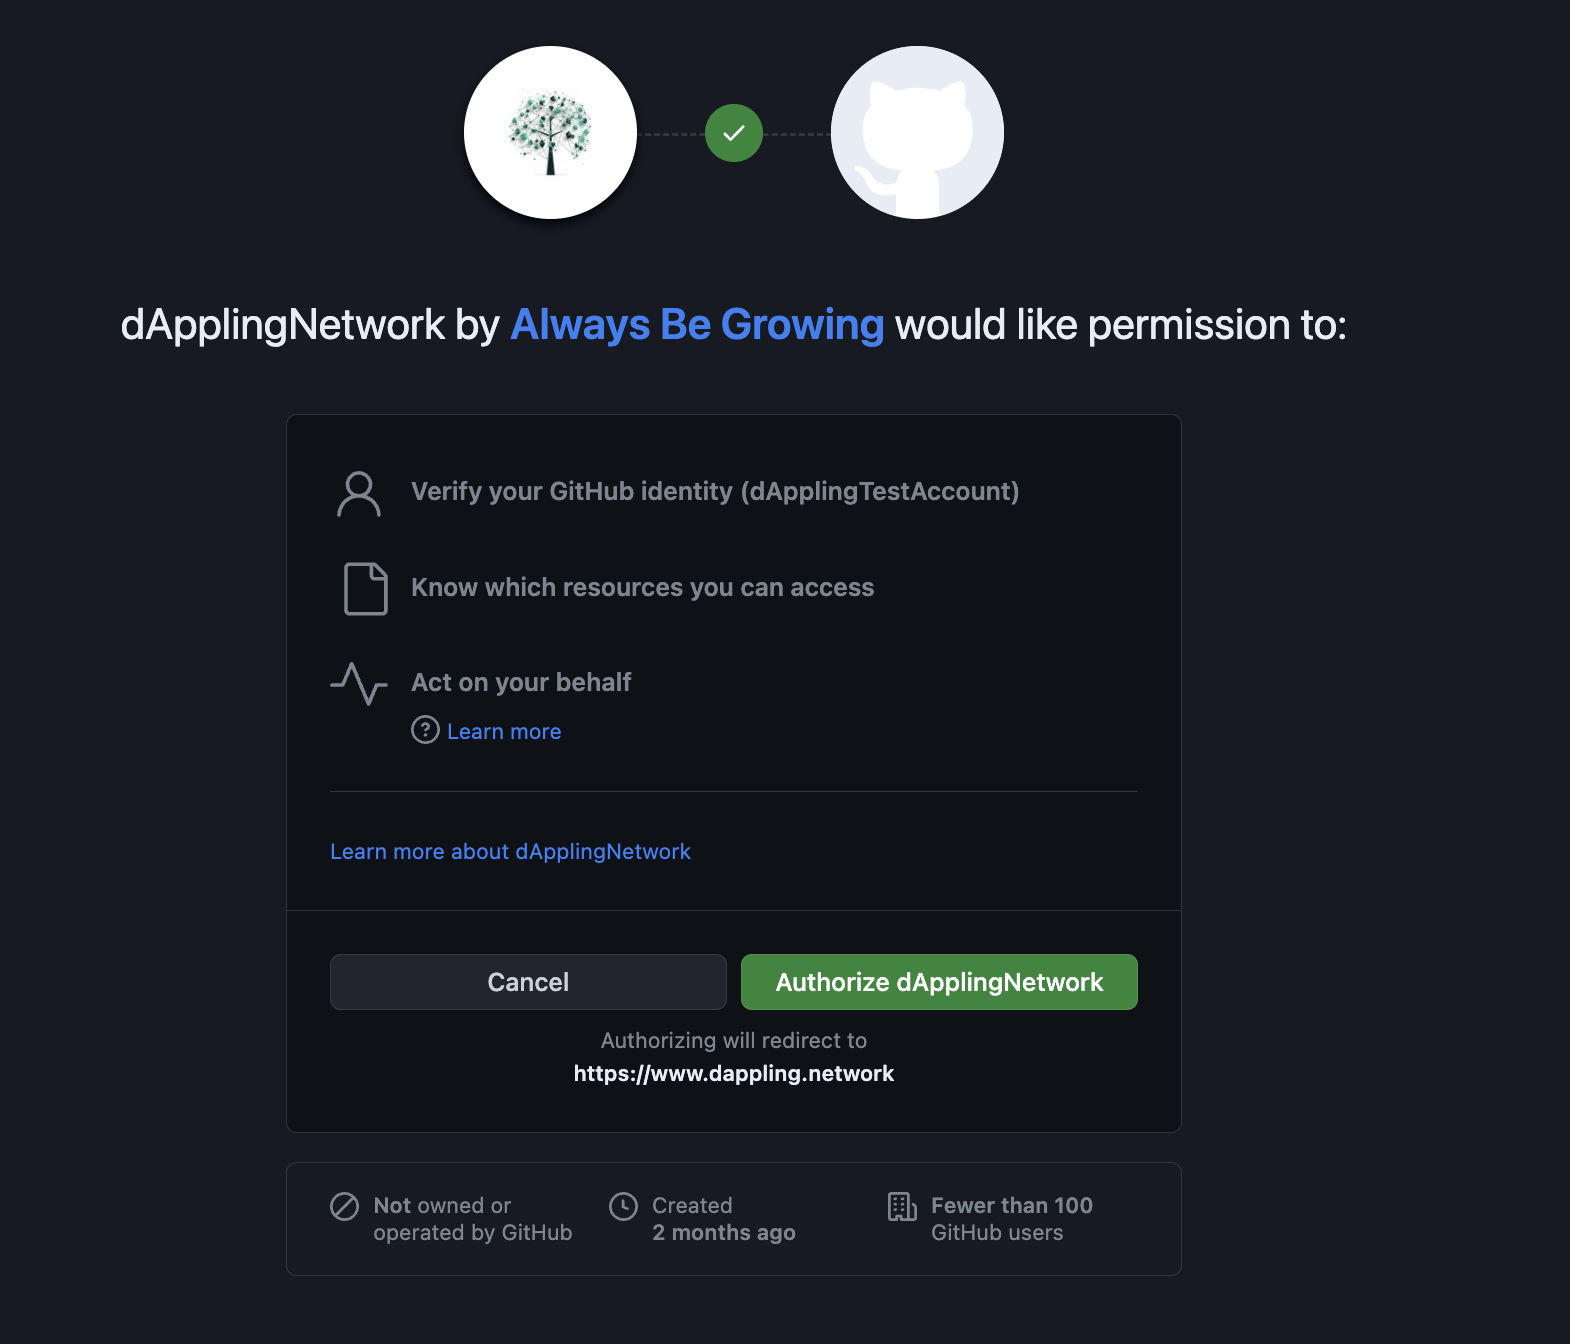 dApplingNetwork by Always Be Growing would like permission to:
Verify your GitHub identity (dApplingTestAccount)
Know which resources you can access
Act on your behalf
Learn more
Learn more about dApplingNetwork
Cancel
Authorize dApplingNetwork
Authorizing will redirect to
https://www.dappling.network
Not owned or
operated by GitHub
Created
2 months ago
Fewer than 100
GitHub users